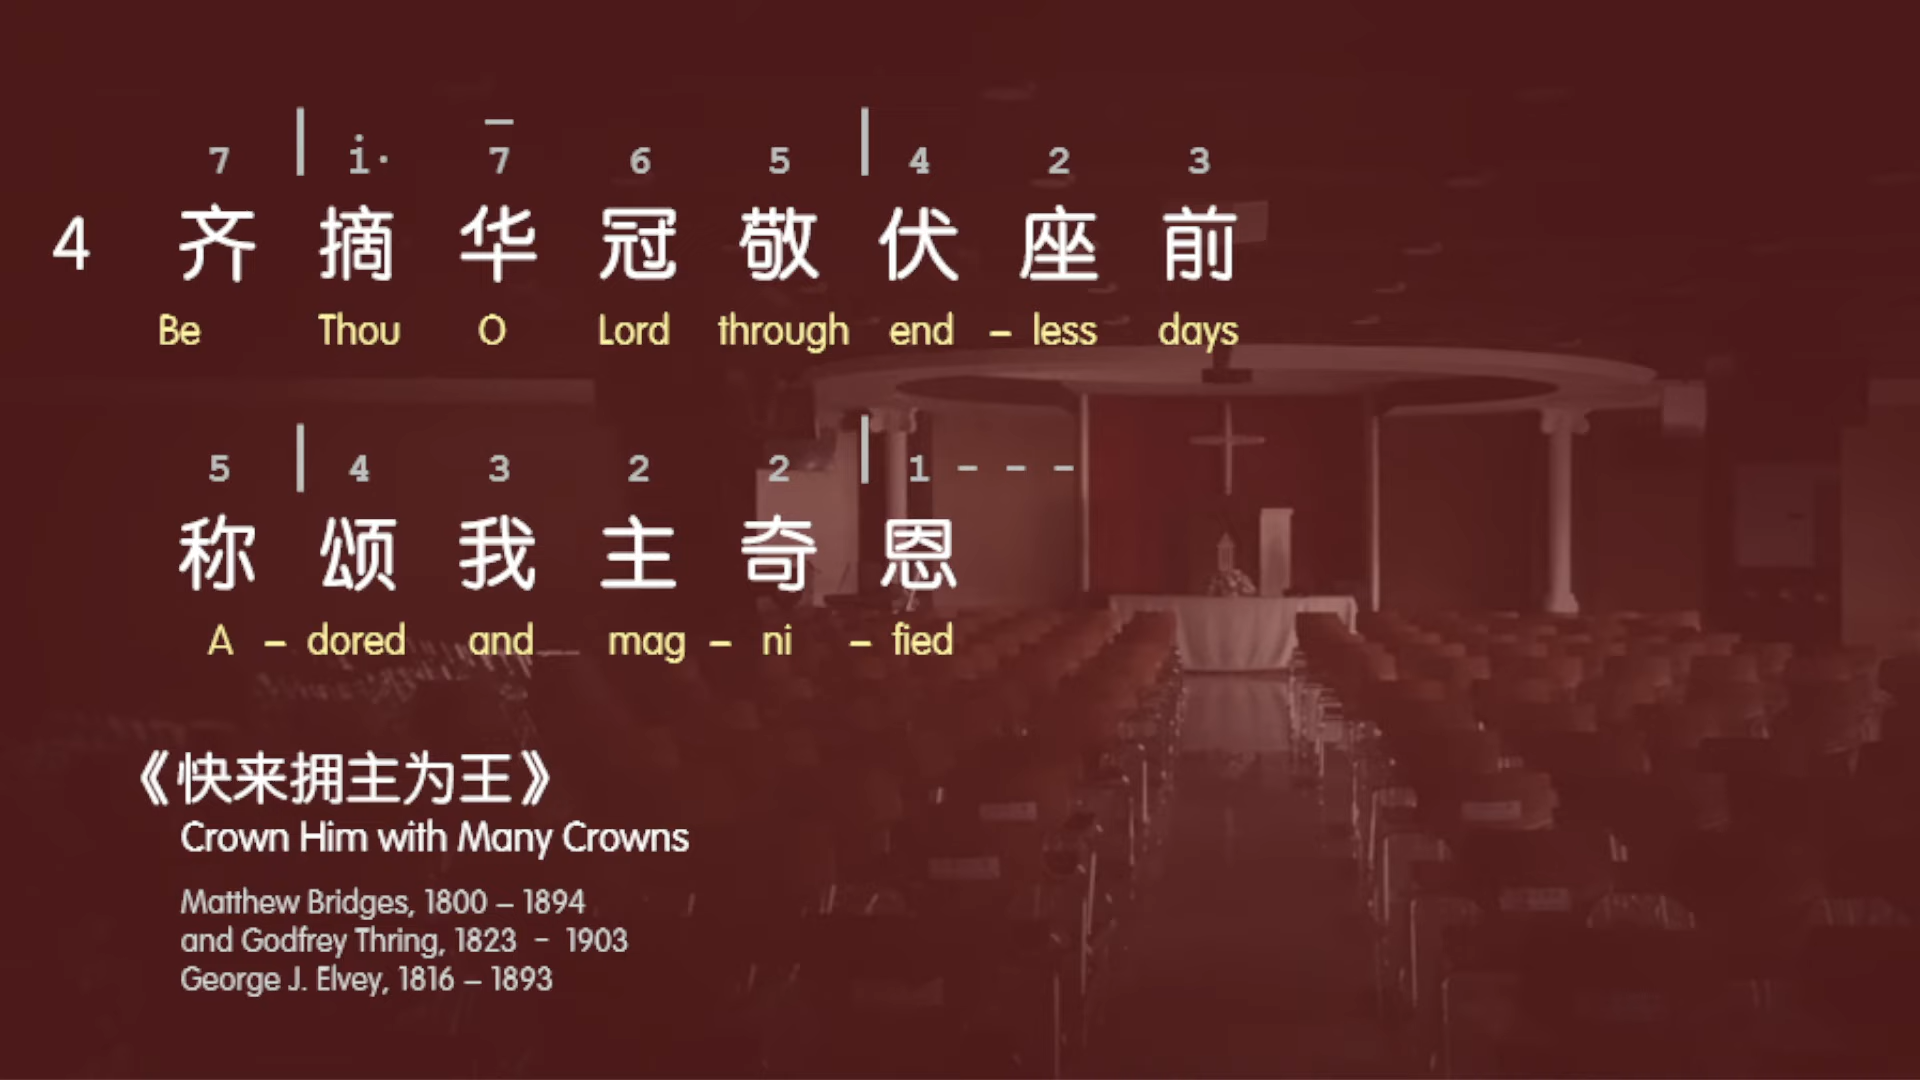 7 | i· 7 6 5 | 4 2 3
4 齐 摘 华 冠 敬 伏 座 前
Be Thou O Lord through end – less days
5 | 4 3 2 2 | 1 – – –
称 颂 我 主 奇 恩
A – dored and__ mag – ni – fied
《快来拥主为王》
Crown Him with Many Crowns
Matthew Bridges, 1800 – 1894
and Godfrey Thring, 1823 – 1903
George J. Elvey, 1816 – 1893